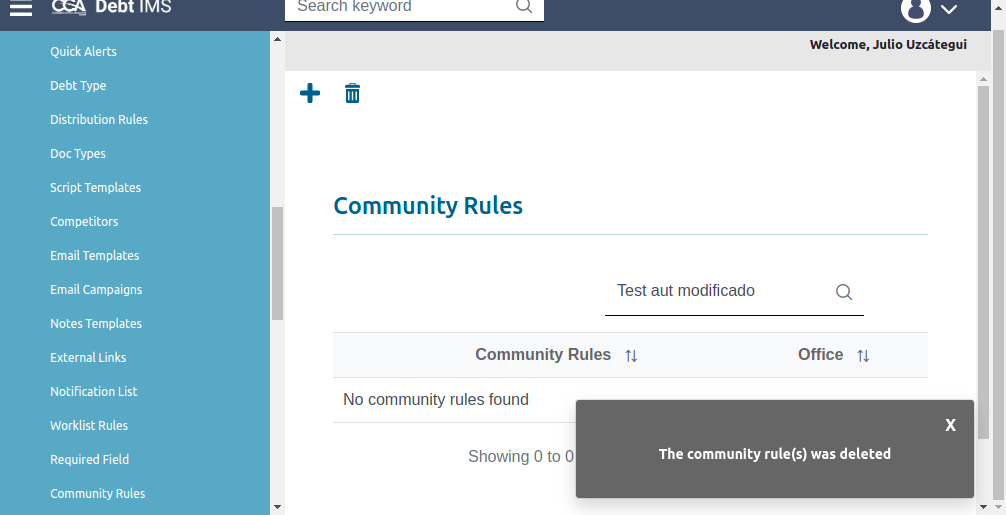 CCA Debt IMS
Search keyword
Welcome, Julio Uzcátegui
Quick Alerts
Debt Type
Distribution Rules
Doc Types
Script Templates
Competitors
Email Templates
Email Campaigns
Notes Templates
External Links
Notification List
Worklist Rules
Required Field
Community Rules
Community Rules
Test aut modificado
Community Rules
Office
No community rules found
Showing 0 to 0
X
The community rule(s) was deleted